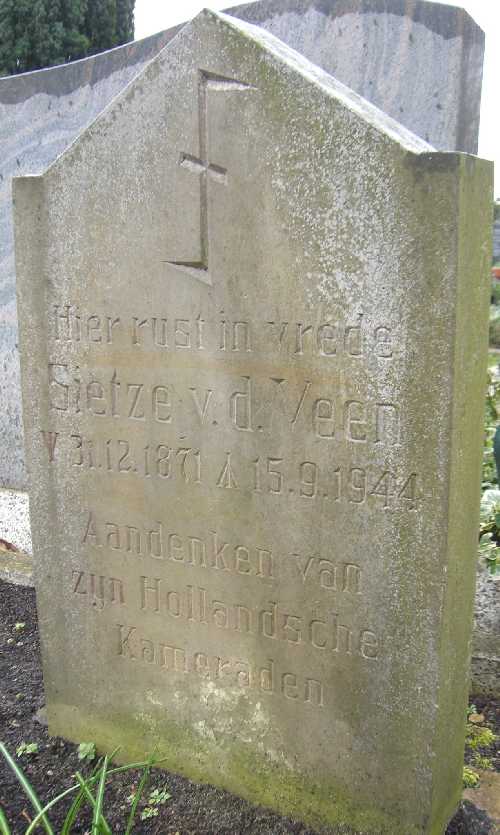 Hier rust in vrede
Sietze v. d. Veen
31.12.1871 15.9.1944
Aandenken van
zyn Hollandsche
Kameraden